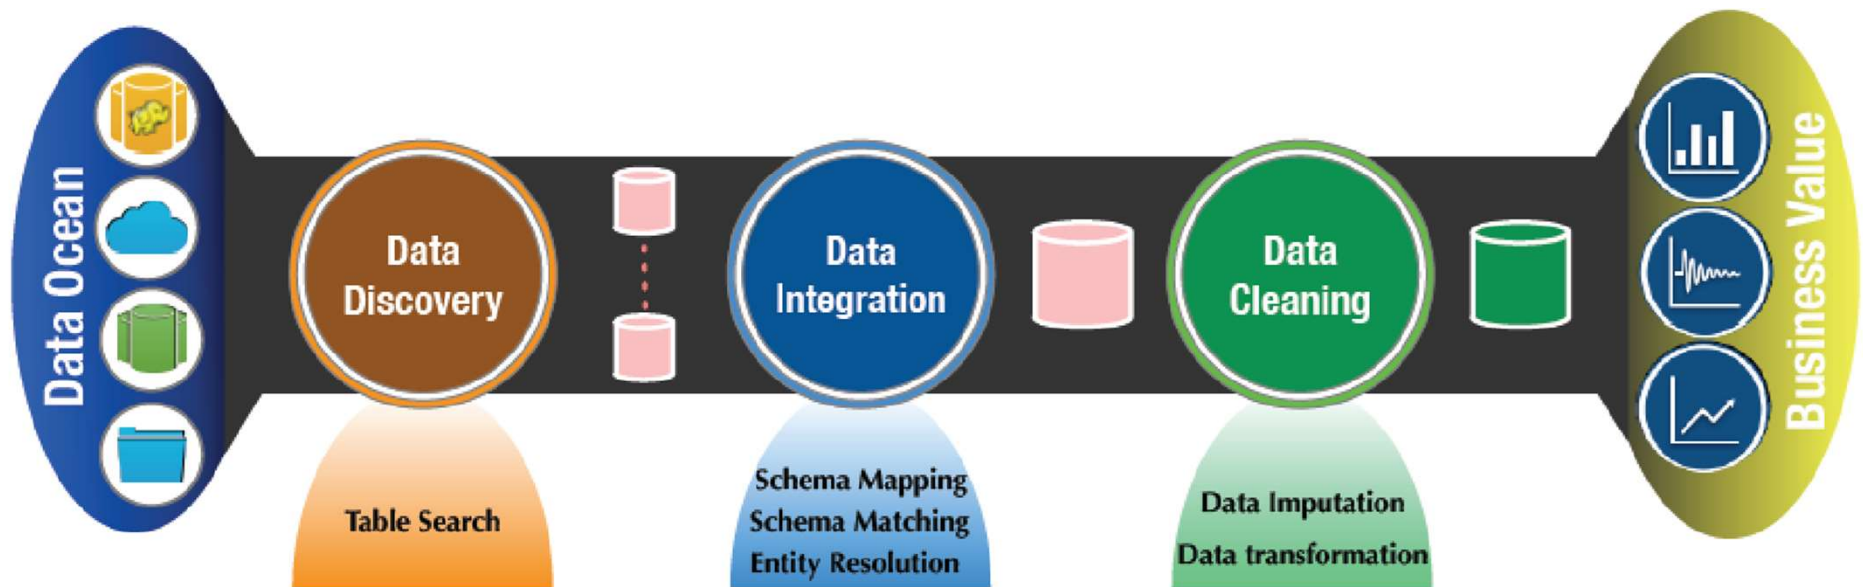 Data Ocean
Data
Discovery
Table Search
Data
Integration
Schema Mapping
Schema Matching
Entity Resolution
Data
Cleaning
Data Imputation
Data transformation
Business Value